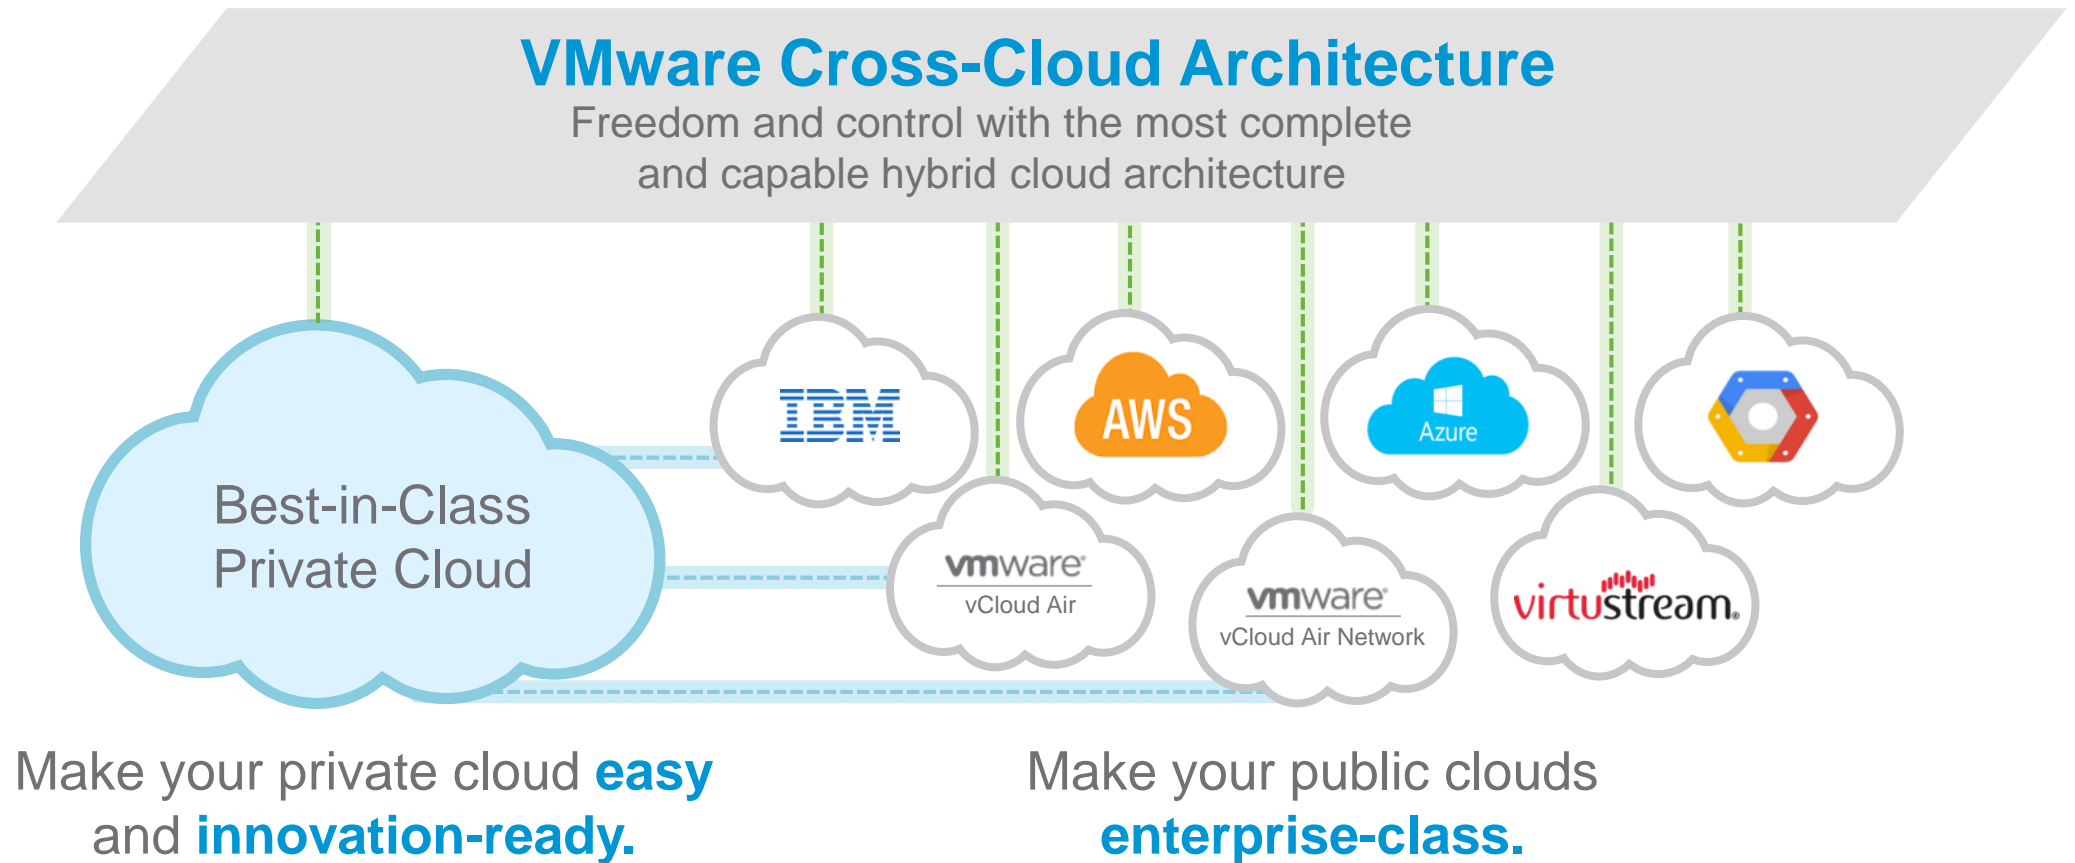 VMware Cross-Cloud Architecture
Freedom and control with the most complete
and capable hybrid cloud architecture
Best-in-Class
Private Cloud
IBM
AWS
Azure
vmware®
vCloud Air
vmware®
vCloud Air Network
virtustream®
Make your private cloud easy
and innovation-ready.
Make your public clouds
enterprise-class.